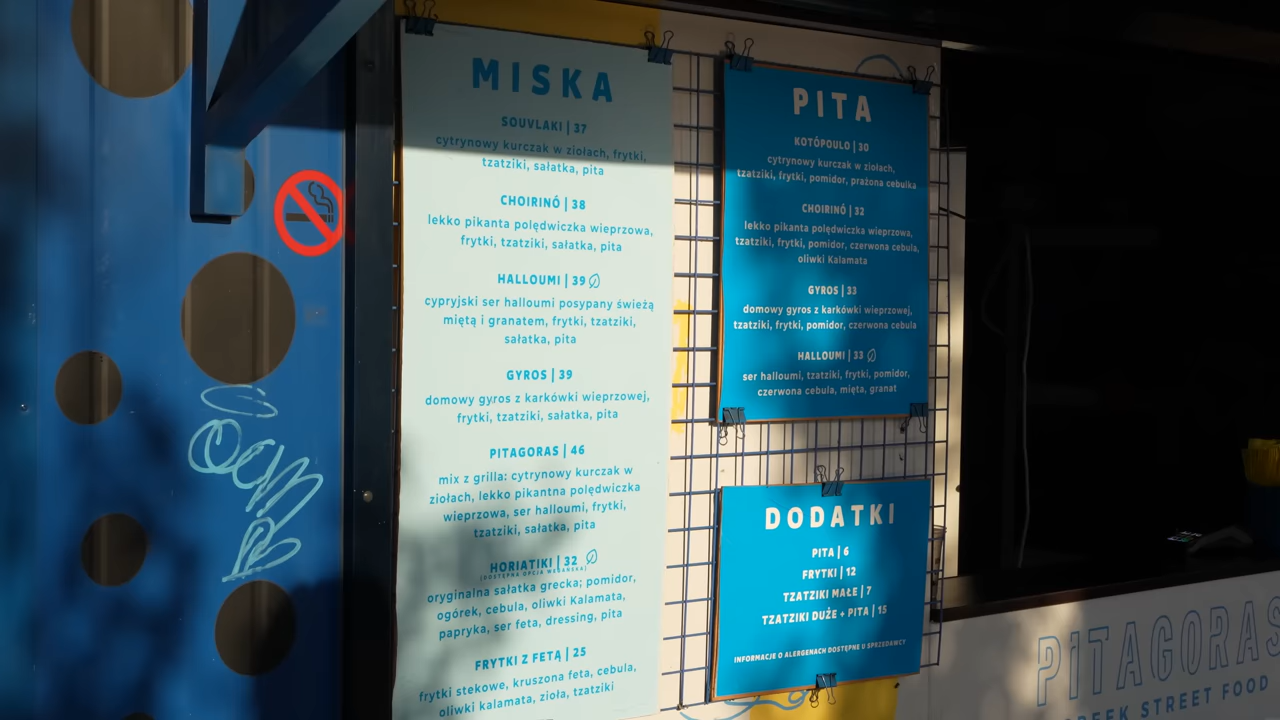 MISKA
SOUVLAKI | 37
cytrynowy kurczak w ziołach, frytki,
tzatziki, sałatka, pita
CHOIRINÓ | 38
lekko pikanta polędwiczka wieprzowa,
frytki, tzatziki, sałatka, pita
HALLOUMI | 39
cypryjski ser halloumi posypany świeżą
miętą i granatem, frytki, tzatziki,
sałatka, pita
GYROS | 39
domowy gyros z karkówki wieprzowej,
frytki, tzatziki, sałatka, pita
PITAGORAS | 46
mix z grilla: cytrynowy kurczak w
ziołach, lekko pikantna polędwiczka
wieprzowa, ser halloumi, frytki,
tzatziki, sałatka, pita
HORIATIKI | 32
(DOSTĘPNA OPCJA WEGAŃSKA)
oryginalna sałatka grecka; pomidor,
ogórek, cebula, oliwki Kalamata,
papryka, ser feta, dressing, pita
FRYTKI Z FETĄ | 25
frytki stekowe, kruszona feta, cebula,
oliwki kalamata, zioła, tzatziki
PITA
KOTÓPOULO | 30
cytrynowy kurczak w ziołach,
tzatziki, frytki, pomidor, prażona cebulka
CHOIRINÓ | 32
lekko pikanta polędwiczka wieprzowa,
tzatziki, frytki, pomidor, czerwona cebula,
oliwki Kalamata
GYROS | 33
domowy gyros z karkówki wieprzowej,
tzatziki, frytki, pomidor, czerwona cebula
HALLOUMI | 33
ser halloumi, tzatziki, frytki, pomidor,
czerwona cebula, mięta, granat
DODATKI
PITA | 6
FRYTKI | 12
TZATZIKI MAŁE | 7
TZATZIKI DUŻE + PITA | 15
INFORMACJE O ALERGENACH DOSTĘPNE U SPRZEDAWCY
PITAGORAS
GREEK STREET FOOD